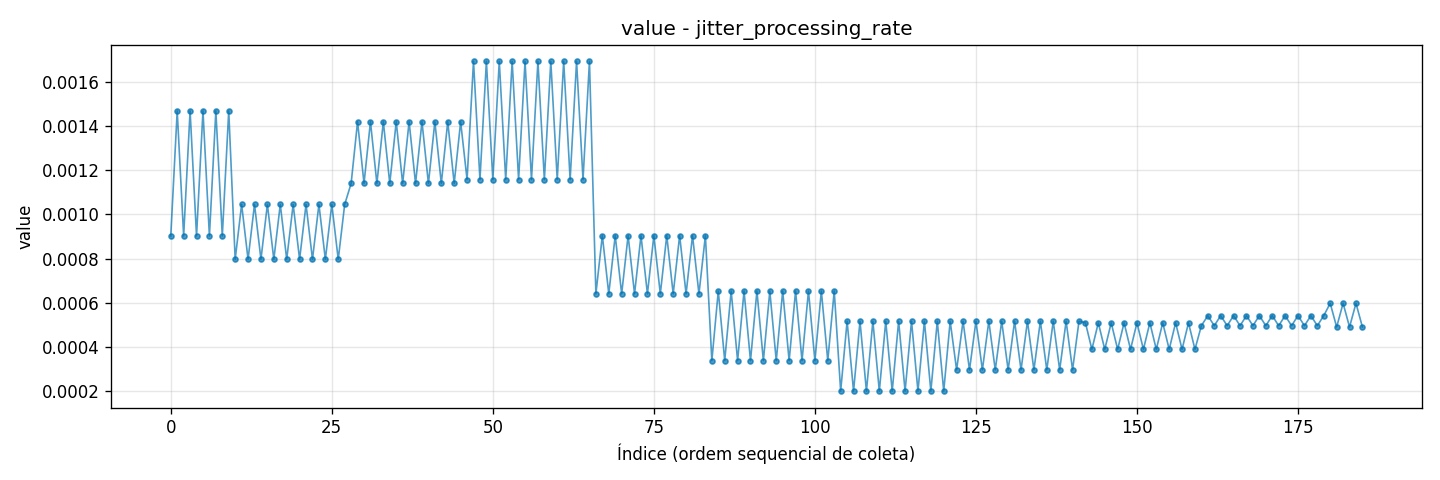 value - jitter_processing_rate
value
0.0016
0.0014
0.0012
0.0010
0.0008
0.0006
0.0004
0.0002
0 25 50 75 100 125 150 175
Índice (ordem sequencial de coleta)